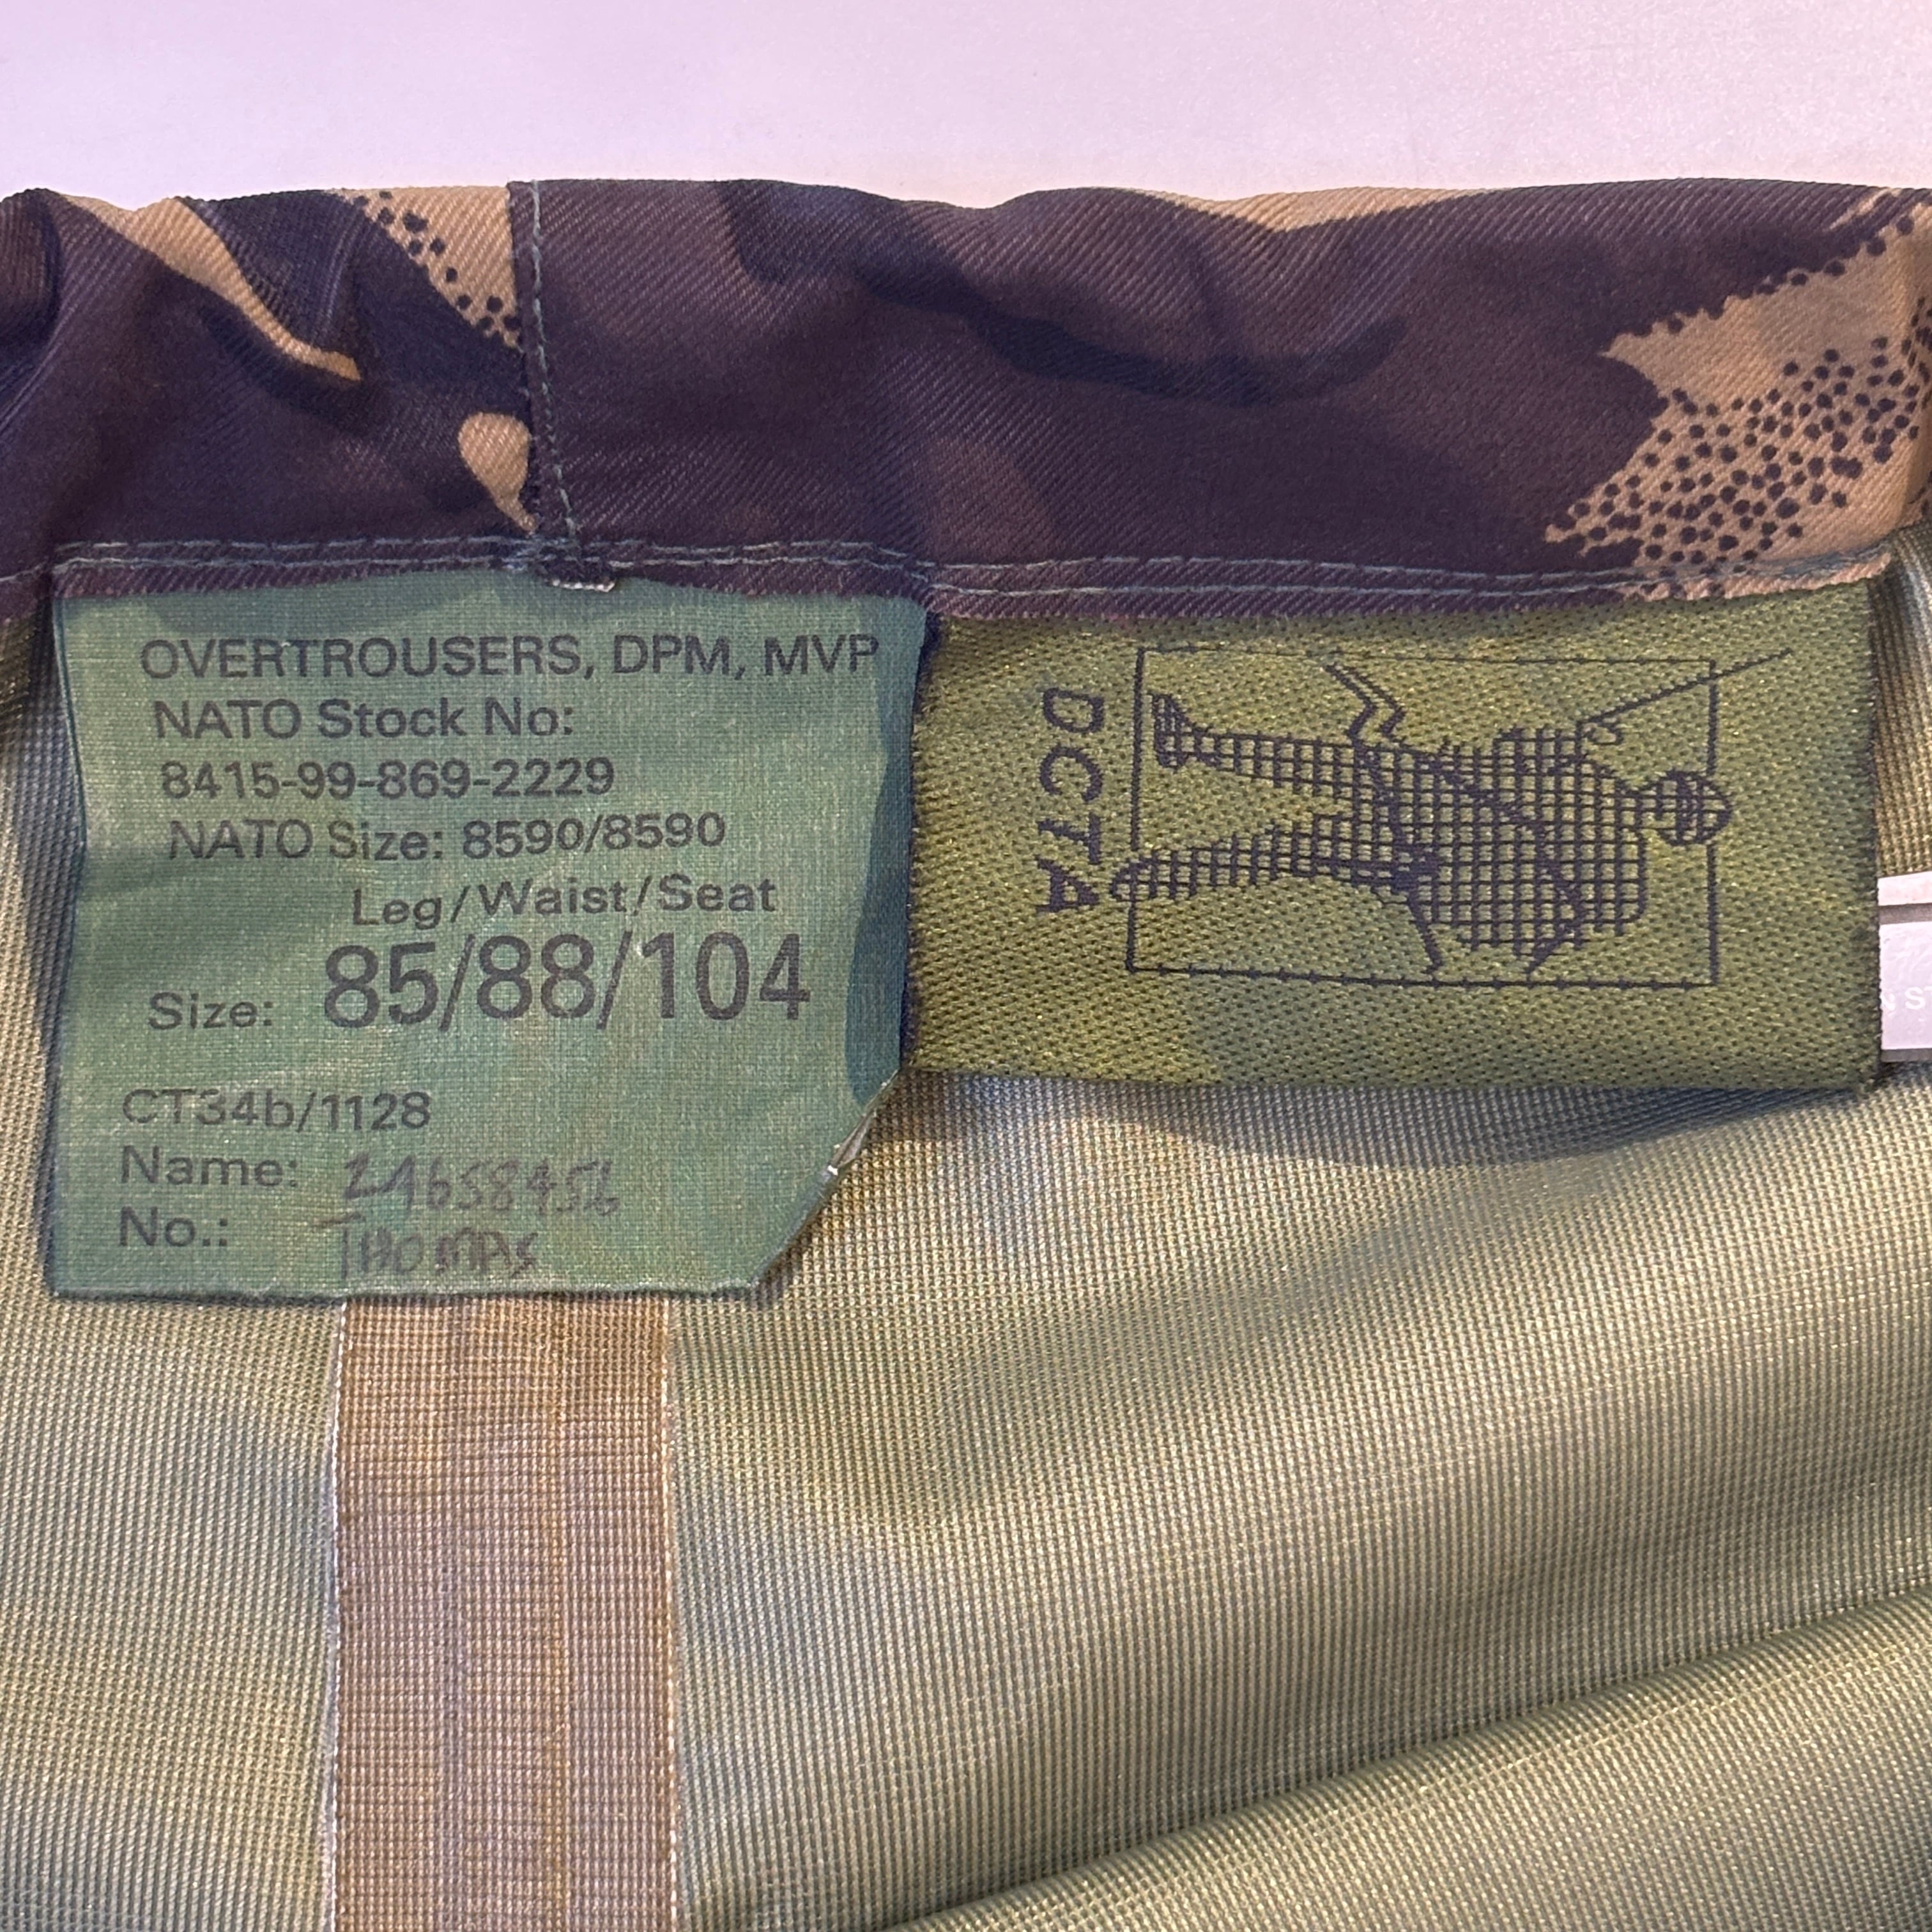 OVERTROUSERS, DPM, MVP
NATO Stock No:
8415-99-869-2229
NATO Size: 8590/8590
Leg/Waist/Seat
Size: 85/88/104
CT34b/1128
Name: 24658456
No.: THOMAS
DCTA